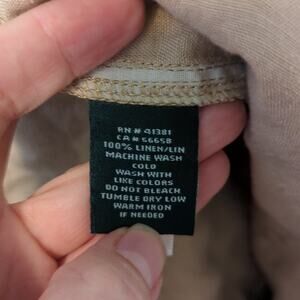 RN # 41381
CA # 56658
100% LINEN/LIN
MACHINE WASH
COLD
WASH WITH
LIKE COLORS
DO NOT BLEACH
TUMBLE DRY LOW
WARM IRON
IF NEEDED